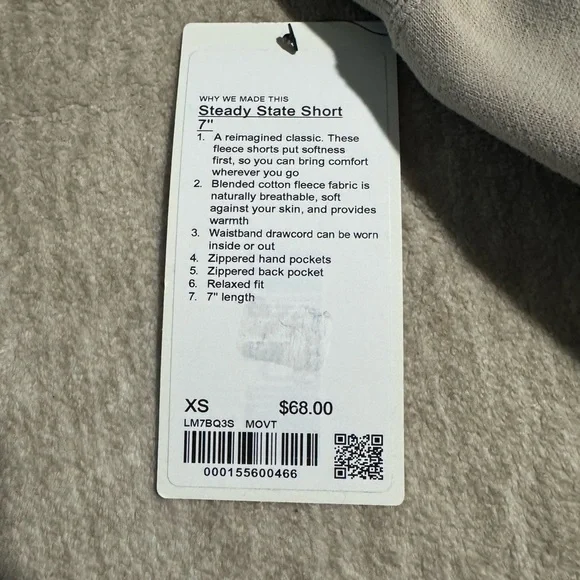 WHY WE MADE THIS
Steady State Short
7"
1. A reimagined classic. These
fleece shorts put softness
first, so you can bring comfort
wherever you go
2. Blended cotton fleece fabric is
naturally breathable, soft
against your skin, and provides
warmth
3. Waistband drawcord can be worn
inside or out
4. Zippered hand pockets
5. Zippered back pocket
6. Relaxed fit
7. 7" length
XS $68.00
LM7BQ3S MOVT
000155600466